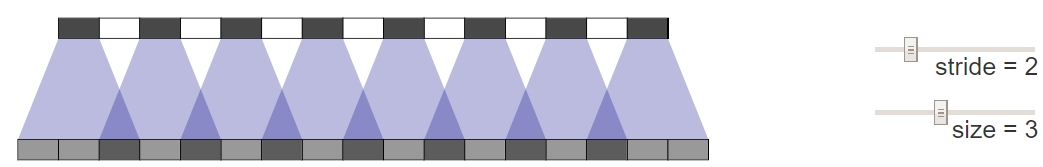 stride = 2
size = 3